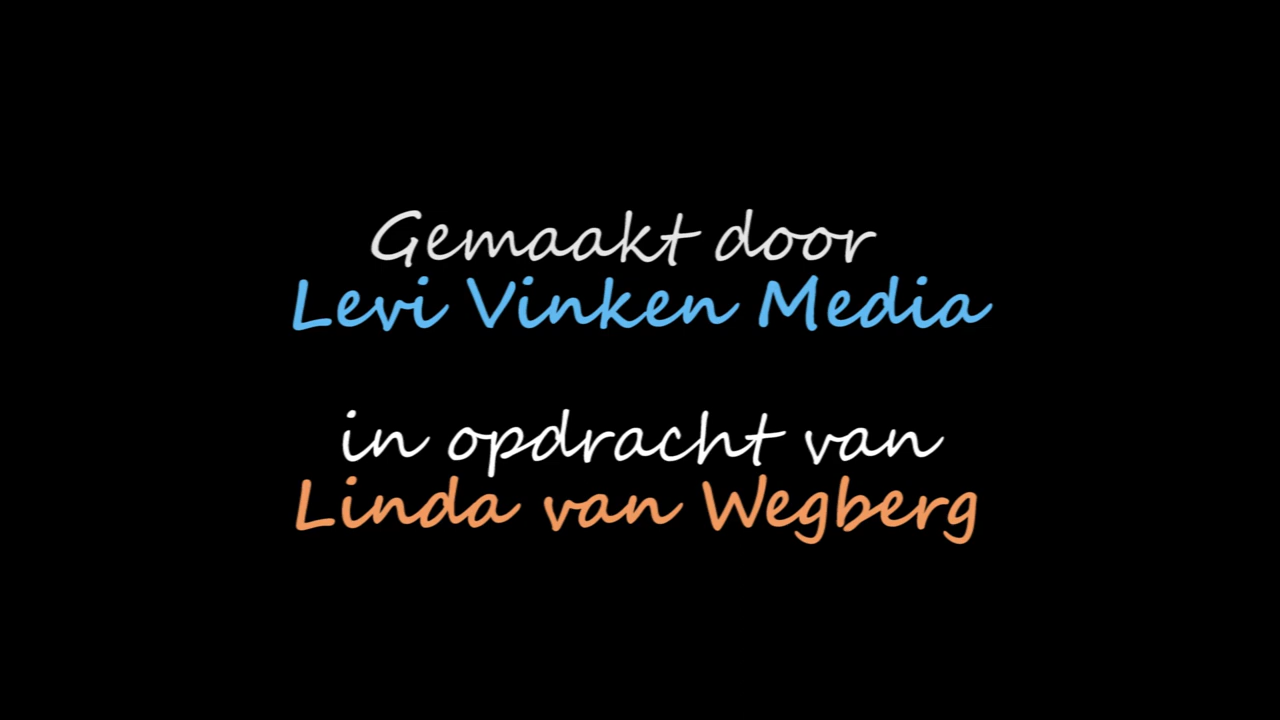 Gemaakt door
Levi Vinken Media
in opdracht van
Linda van Wegberg